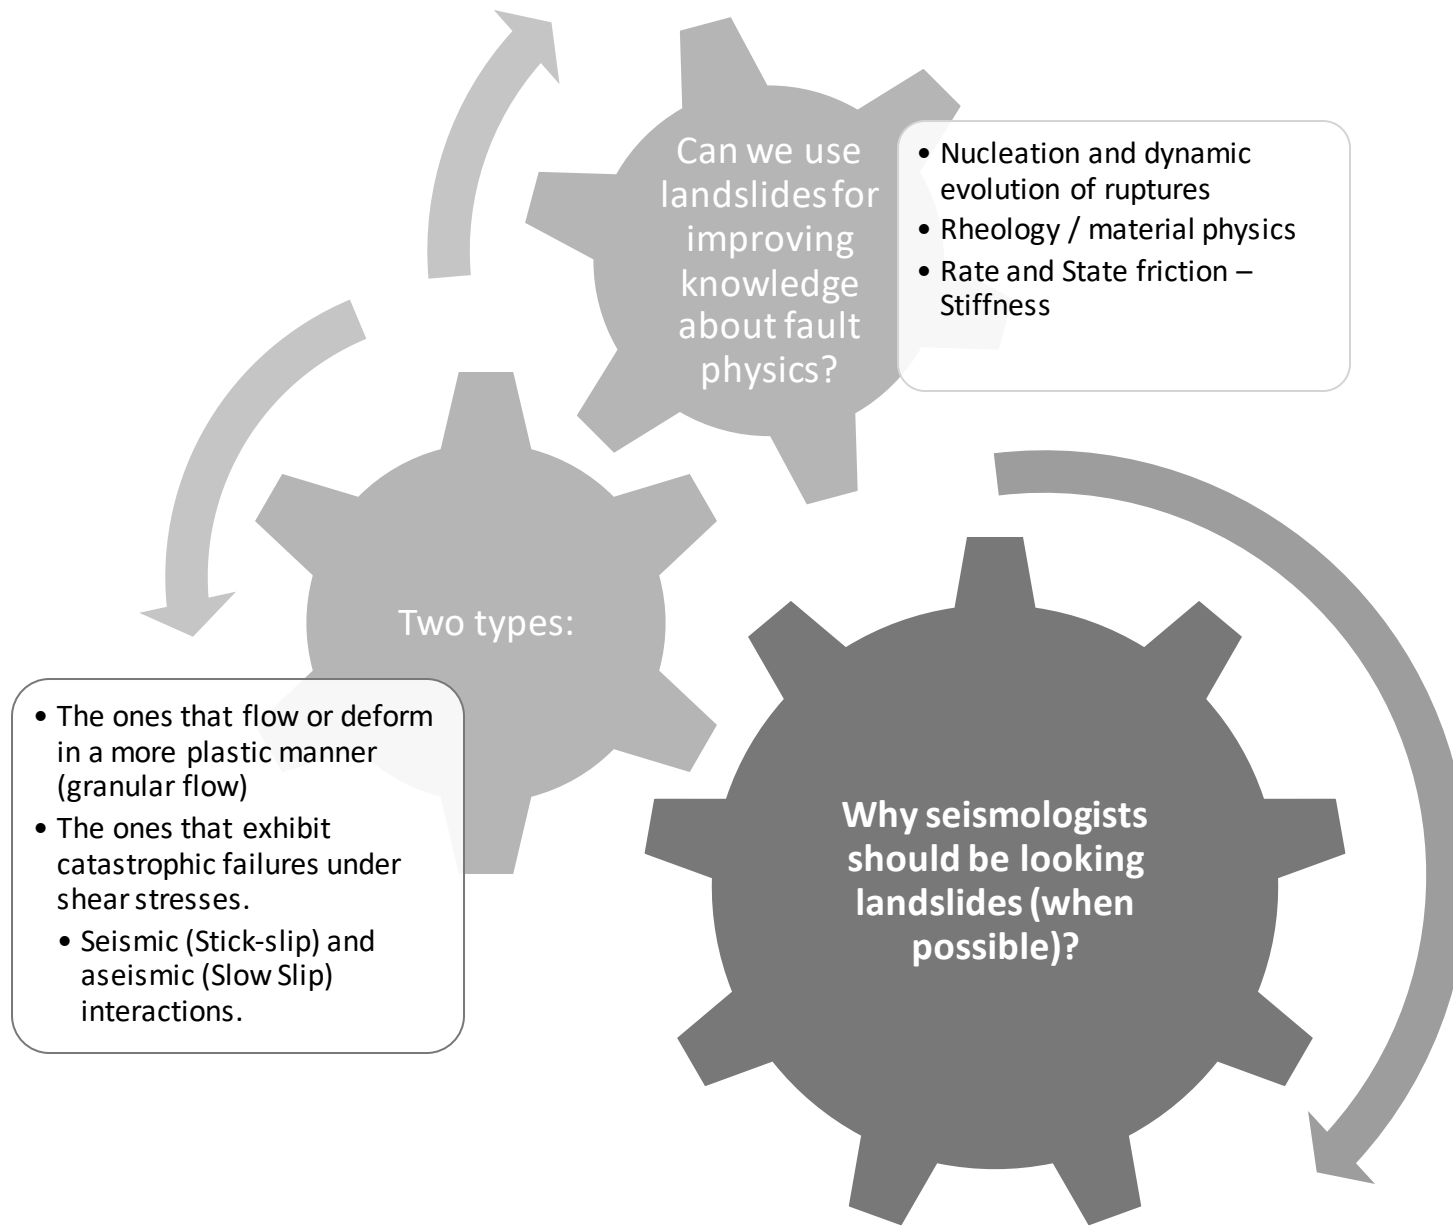 Can we use
landslides for
improving
knowledge
about fault
physics?
• Nucleation and dynamic
evolution of ruptures
• Rheology / material physics
• Rate and State friction –
Stiffness
Two types:
• The ones that flow or deform
in a more plastic manner
(granular flow)
• The ones that exhibit
catastrophic failures under
shear stresses.
• Seismic (Stick-slip) and
aseismic (Slow Slip)
interactions.
Why seismologists
should be looking
landslides (when
possible)?